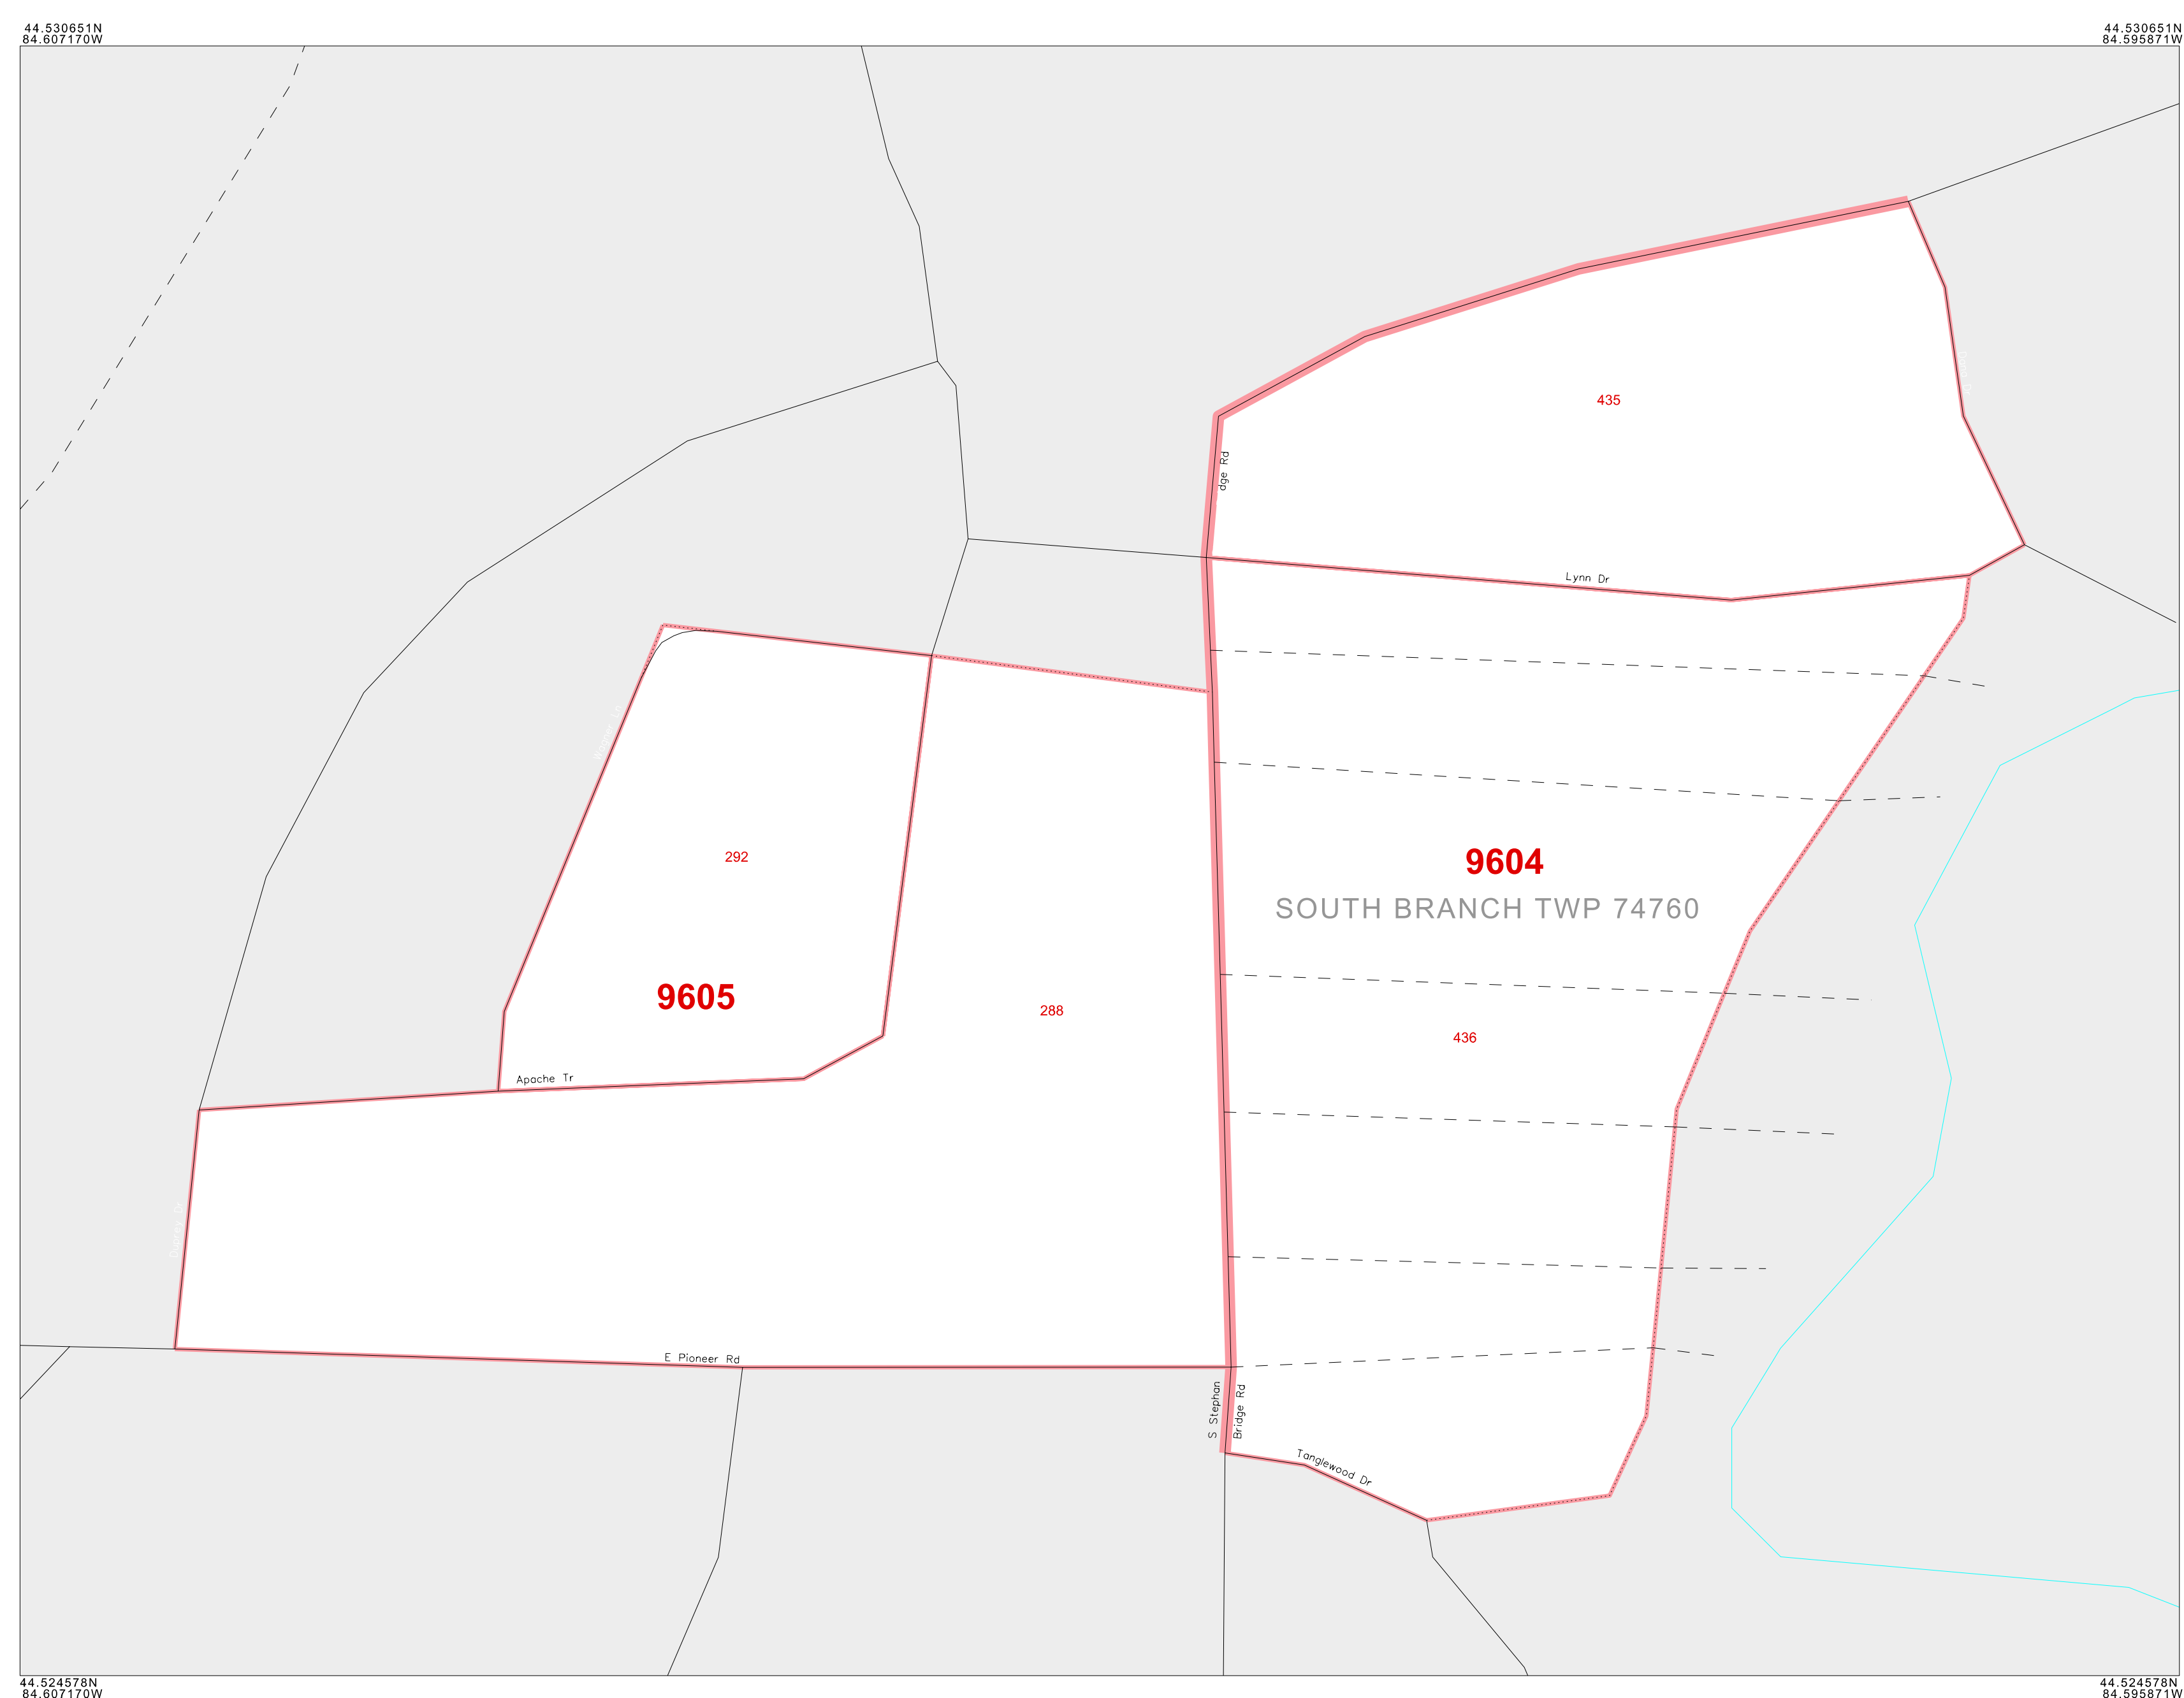 44.530651N
84.607170W
44.530651N
84.595871W
435
dge Rd
Lynn Dr
292
9604
SOUTH BRANCH TWP 74760
9605
288
436
Apache Tr
E Pioneer Rd
S Stephan
Bridge Rd
Tanglewood Dr
44.524578N
84.607170W
44.524578N
84.595871W